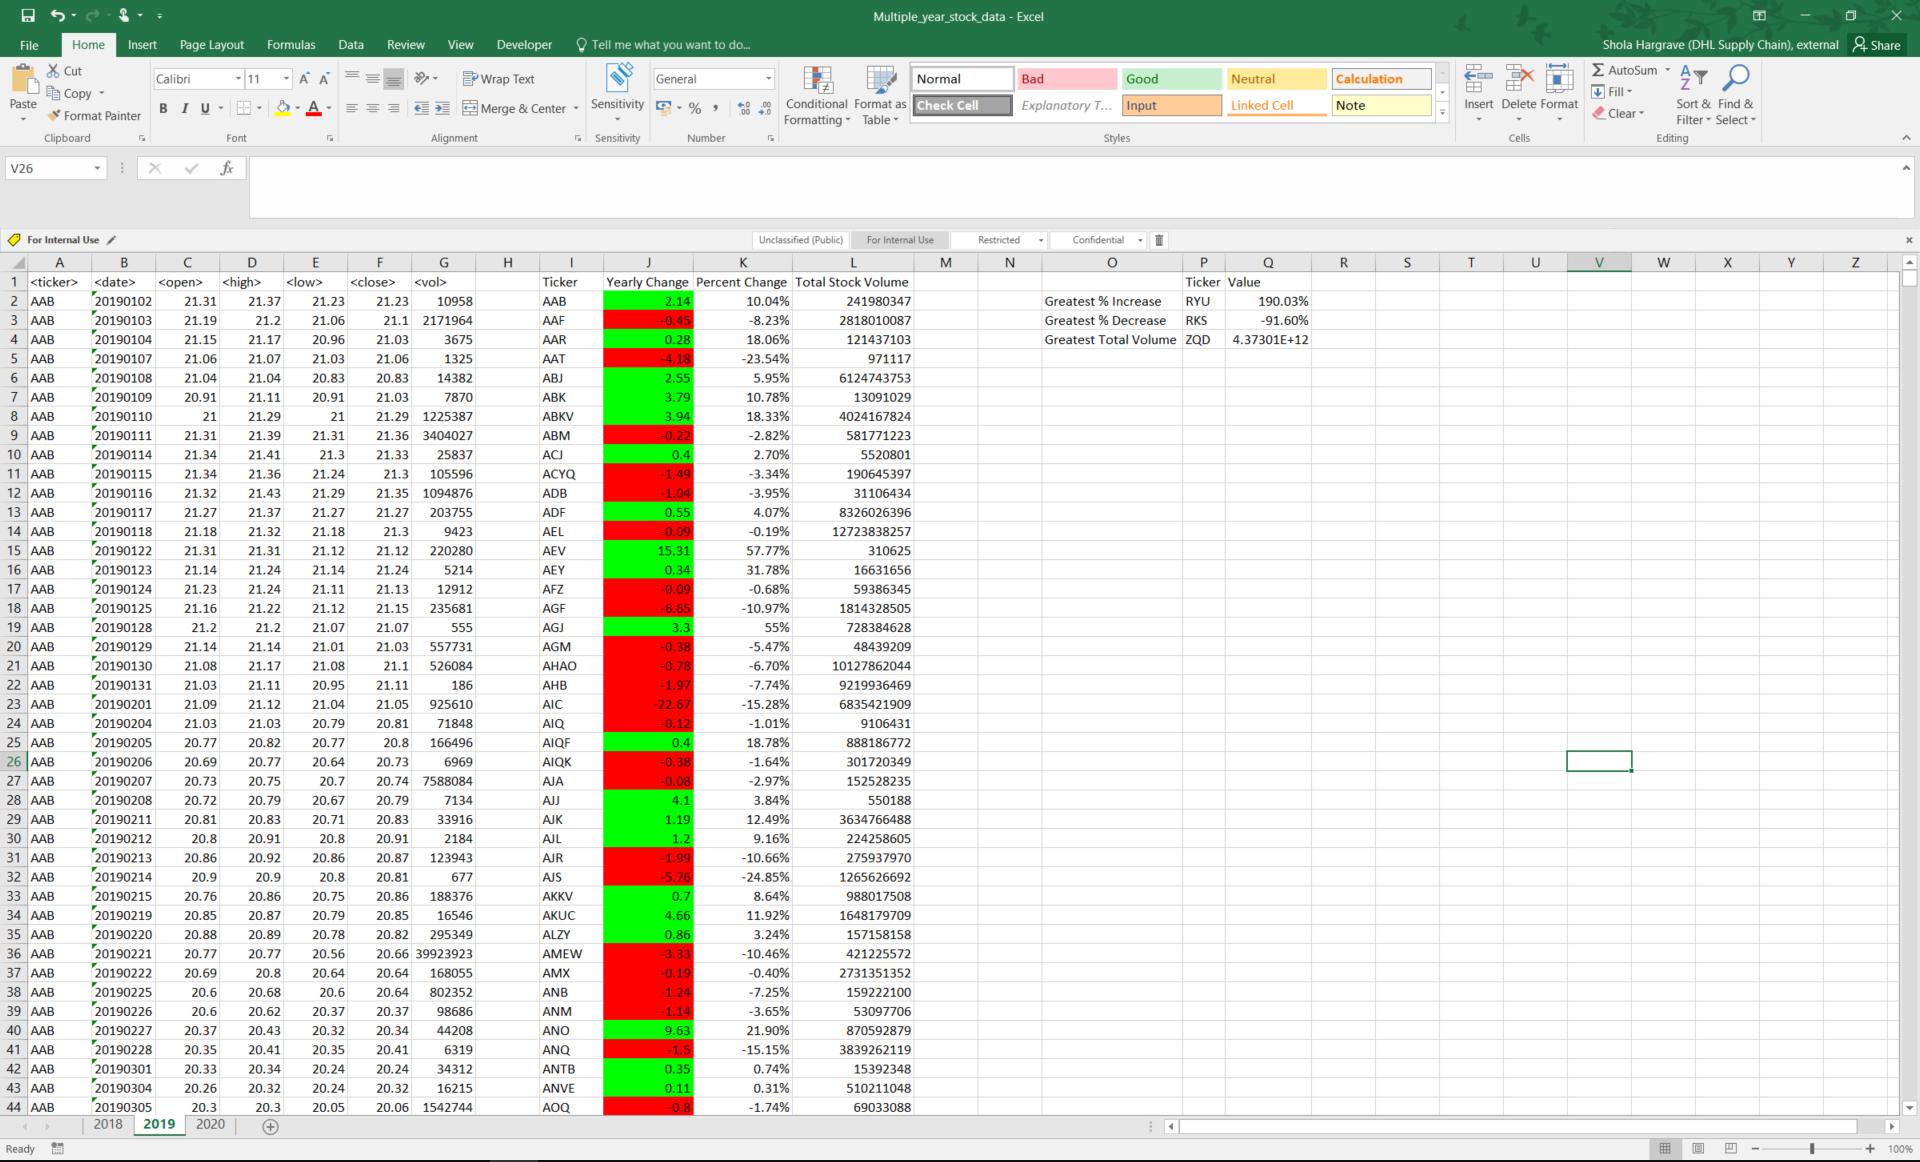 Multiple_year_stock_data - Excel
File Home Insert Page Layout Formulas Data Review View Developer Tell me what you want to do... Shola Hargrave (DHL Supply Chain), external Share
Paste Cut Copy Format Painter Clipboard
Calibri 11 B I U A Font
Wrap Text Merge & Center Alignment
Sensitivity Sensitivity
General % Number
Conditional Formatting Format as Table
Normal Bad Good Neutral Calculation
Check Cell Explanatory T... Input Linked Cell Note
Styles
Insert Delete Format Cells
AutoSum Fill Clear Sort & Filter Find & Select Editing
V26 fx
For Internal Use Unclassified (Public) For Internal Use Restricted Confidential
A B C D E F G H I J K L M N O P Q R S T U V W X Y Z
1 <ticker> <date> <open> <high> <low> <close> <vol> Ticker Yearly Change Percent Change Total Stock Volume Ticker Value
2 AAB 20190102 21.31 21.37 21.23 21.23 10958 AAB 2.14 10.04% 241980347 Greatest % Increase RYU 190.03%
3 AAB 20190103 21.19 21.2 21.06 21.1 2171964 AAF -0.45 -8.23% 2818010087 Greatest % Decrease RKS -91.60%
4 AAB 20190104 21.15 21.17 20.96 21.03 3675 AAR 0.28 18.06% 121437103 Greatest Total Volume ZQD 4.37301E+12
5 AAB 20190107 21.06 21.07 21.03 21.06 1325 AAT -4.18 -23.54% 971117
6 AAB 20190108 21.04 21.04 20.83 20.83 14382 ABJ 2.55 5.95% 6124743753
7 AAB 20190109 20.91 21.11 20.91 21.03 7870 ABK 3.79 10.78% 13091029
8 AAB 20190110 21 21.29 21 21.29 1225387 ABKV 3.94 18.33% 4024167824
9 AAB 20190111 21.31 21.39 21.31 21.36 3404027 ABM -0.22 -2.82% 581771223
10 AAB 20190114 21.34 21.41 21.3 21.33 25837 ACJ 0.4 2.70% 5520801
11 AAB 20190115 21.34 21.36 21.24 21.3 105596 ACYQ -1.49 -3.34% 190645397
12 AAB 20190116 21.32 21.43 21.29 21.35 1094876 ADB -1.04 -3.95% 31106434
13 AAB 20190117 21.27 21.37 21.27 21.27 203755 ADF 0.55 4.07% 8326026396
14 AAB 20190118 21.18 21.32 21.18 21.3 9423 AEL -0.09 -0.19% 12723838257
15 AAB 20190122 21.31 21.31 21.12 21.12 220280 AEV 15.31 57.77% 310625
16 AAB 20190123 21.14 21.24 21.14 21.24 5214 AEY 0.34 31.78% 16631656
17 AAB 20190124 21.23 21.24 21.11 21.13 12912 AFZ -0.09 -0.68% 59386345
18 AAB 20190125 21.16 21.22 21.12 21.15 235681 AGF -6.65 -10.97% 1814328505
19 AAB 20190128 21.2 21.2 21.07 21.07 555 AGJ 3.3 55% 728384628
20 AAB 20190129 21.14 21.14 21.01 21.03 557731 AGM -0.38 -5.47% 48439209
21 AAB 20190130 21.08 21.17 21.08 21.1 526084 AHAO -0.78 -6.70% 10127862044
22 AAB 20190131 21.03 21.11 20.95 21.11 186 AHB -1.97 -7.74% 9219936469
23 AAB 20190201 21.09 21.12 21.04 21.05 925610 AIC -22.67 -15.28% 6835421909
24 AAB 20190204 21.03 21.03 20.79 20.81 71848 AIQ -0.12 -1.01% 9106431
25 AAB 20190205 20.77 20.82 20.77 20.8 166496 AIQF 0.4 18.78% 888186772
26 AAB 20190206 20.69 20.77 20.64 20.73 6969 AIQK -0.38 -1.64% 301720349
27 AAB 20190207 20.73 20.75 20.7 20.74 7588084 AJA -0.08 -2.97% 152528235
28 AAB 20190208 20.72 20.79 20.67 20.79 7134 AJJ 4.1 3.84% 550188
29 AAB 20190211 20.81 20.83 20.71 20.83 33916 AJK 1.19 12.49% 3634766488
30 AAB 20190212 20.8 20.91 20.8 20.91 2184 AJL 1.2 9.16% 224258605
31 AAB 20190213 20.86 20.92 20.86 20.87 123943 AJR -1.99 -10.66% 275937970
32 AAB 20190214 20.9 20.9 20.8 20.81 677 AJS -5.76 -24.85% 1265626692
33 AAB 20190215 20.76 20.86 20.75 20.86 188376 AKKV 0.7 8.64% 988017508
34 AAB 20190219 20.85 20.87 20.79 20.85 16546 AKUC 4.66 11.92% 1648179709
35 AAB 20190220 20.88 20.89 20.78 20.82 295349 ALZY 0.86 3.24% 157158158
36 AAB 20190221 20.77 20.77 20.56 20.66 39923923 AMEW -3.33 -10.46% 421225572
37 AAB 20190222 20.69 20.8 20.64 20.64 168055 AMX -0.19 -0.40% 2731351352
38 AAB 20190225 20.6 20.68 20.6 20.64 802352 ANB -1.24 -7.25% 159222100
39 AAB 20190226 20.6 20.62 20.37 20.37 98686 ANM -1.14 -3.65% 53097706
40 AAB 20190227 20.37 20.43 20.32 20.34 44208 ANO 9.63 21.90% 870592879
41 AAB 20190228 20.35 20.41 20.35 20.41 6319 ANQ -1.5 -15.15% 3839262119
42 AAB 20190301 20.33 20.34 20.24 20.24 34312 ANTB 0.35 0.74% 15392348
43 AAB 20190304 20.26 20.32 20.24 20.32 16215 ANVE 0.11 0.31% 510211048
44 AAB 20190305 20.3 20.3 20.05 20.06 1542744 AOQ -0.8 -1.74% 69033088
2018 2019 2020
Ready 100%